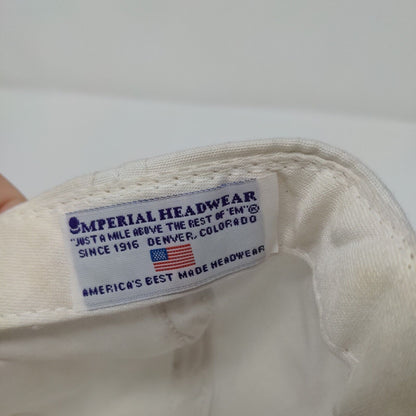 IMPERIAL HEADWEAR
"JUST A MILE ABOVE THE REST OF 'EM"®
SINCE 1916 DENVER, COLORADO
AMERICA'S BEST MADE HEADWEAR